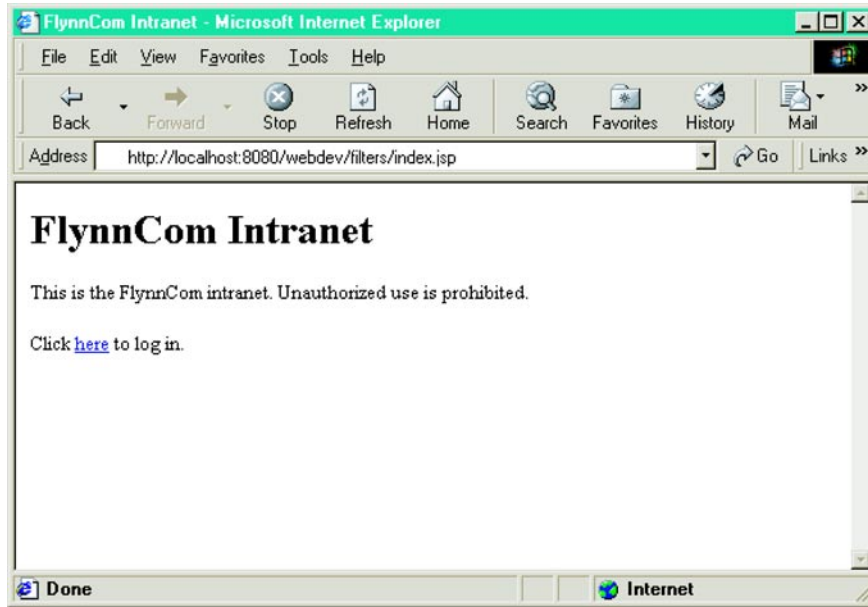 FlynnCom Intranet - Microsoft Internet Explorer
File Edit View Favorites Tools Help
Back Forward Stop Refresh Home Search Favorites History Mail »
Address http://localhost:8080/webdev/filters/index.jsp Go Links »
FlynnCom Intranet
This is the FlynnCom intranet. Unauthorized use is prohibited.
Click here to log in.
Done Internet